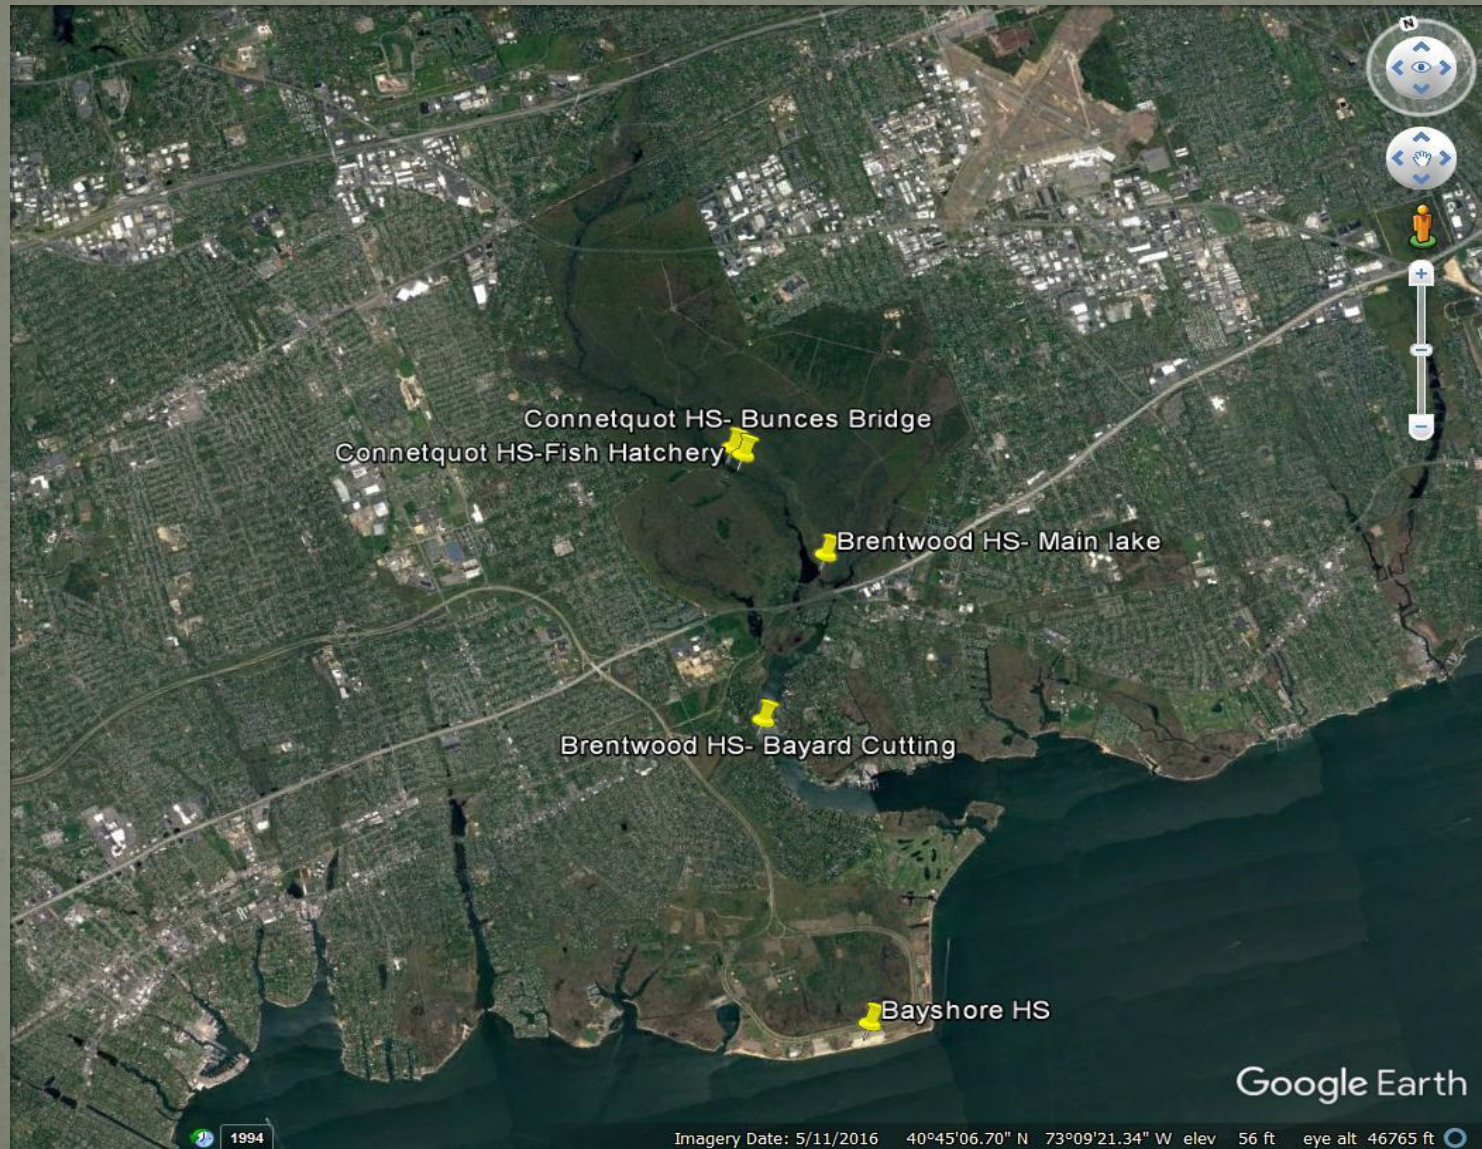 N
Connetquot HS- Bunces Bridge
Connetquot HS-Fish Hatchery
Brentwood HS- Main lake
Brentwood HS- Bayard Cutting
Bayshore HS
Google Earth
1994
Imagery Date: 5/11/2016 40°45'06.70" N 73°09'21.34" W elev 56 ft eye alt 46765 ft